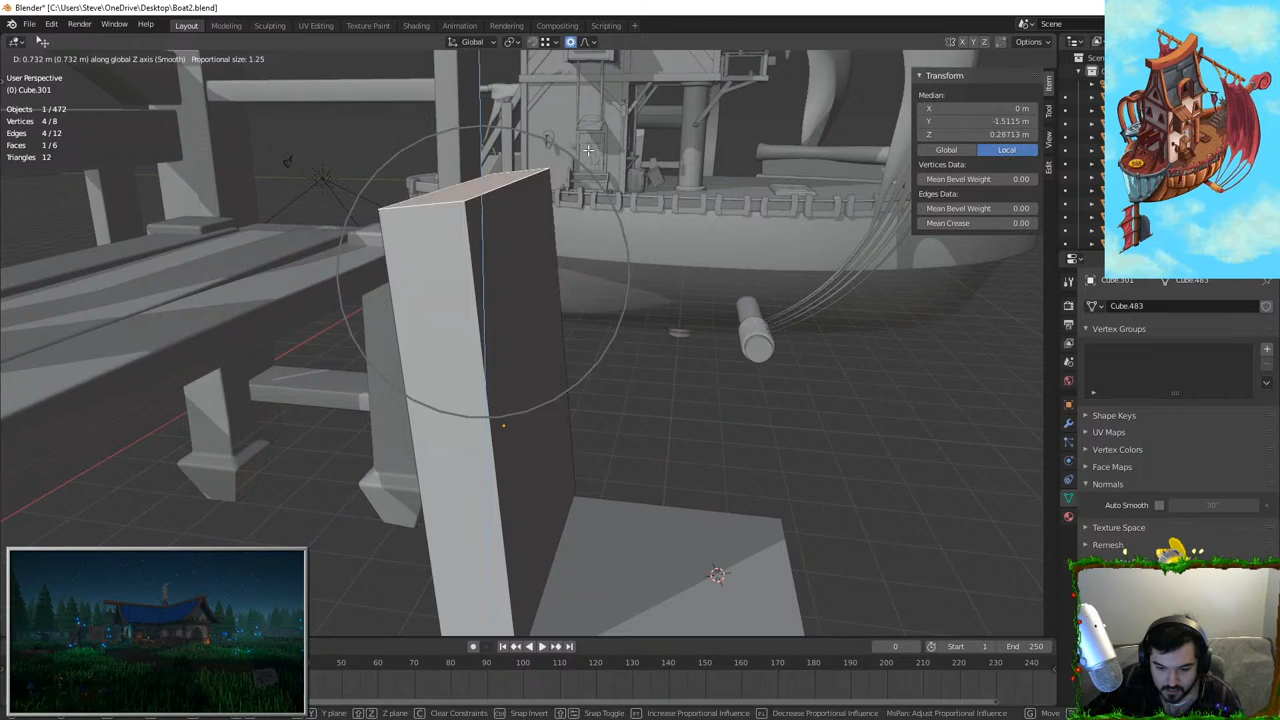 Blender* [C:\Users\Steve\OneDrive\Desktop\Boat2.blend]
File Edit Render Window Help Layout Modeling Sculpting UV Editing Texture Paint Shading Animation Rendering Compositing Scripting + Scene
Global X Y Z Options
D: 0.732 m (0.732 m) along global Z axis (Smooth) Proportional size: 1.25
User Perspective
(0) Cube.301
Objects 1/472
Vertices 4/8
Edges 4/12
Faces 1/6
Triangles 12
Transform
Median:
X 0 m
Y -1.5115 m
Z 0.28713 m
Global Local
Vertices Data:
Mean Bevel Weight 0.00
Edges Data:
Mean Bevel Weight 0.00
Mean Crease 0.00
Item
Tool
View
Edit
Cube.301 Cube.483
Cube.483
Vertex Groups
Shape Keys
UV Maps
Vertex Colors
Face Maps
Normals
Auto Smooth 30°
Texture Space
Remesh
0 Start 1 End 250
50 60 70 80 90 100 110 120 130 140 150 160 170 180 190 200 210 220 230 240
Y plane Z plane Clear Constraints Snap Invert Snap Toggle Increase Proportional Influence Decrease Proportional Influence MsPan: Adjust Proportional Influence Move